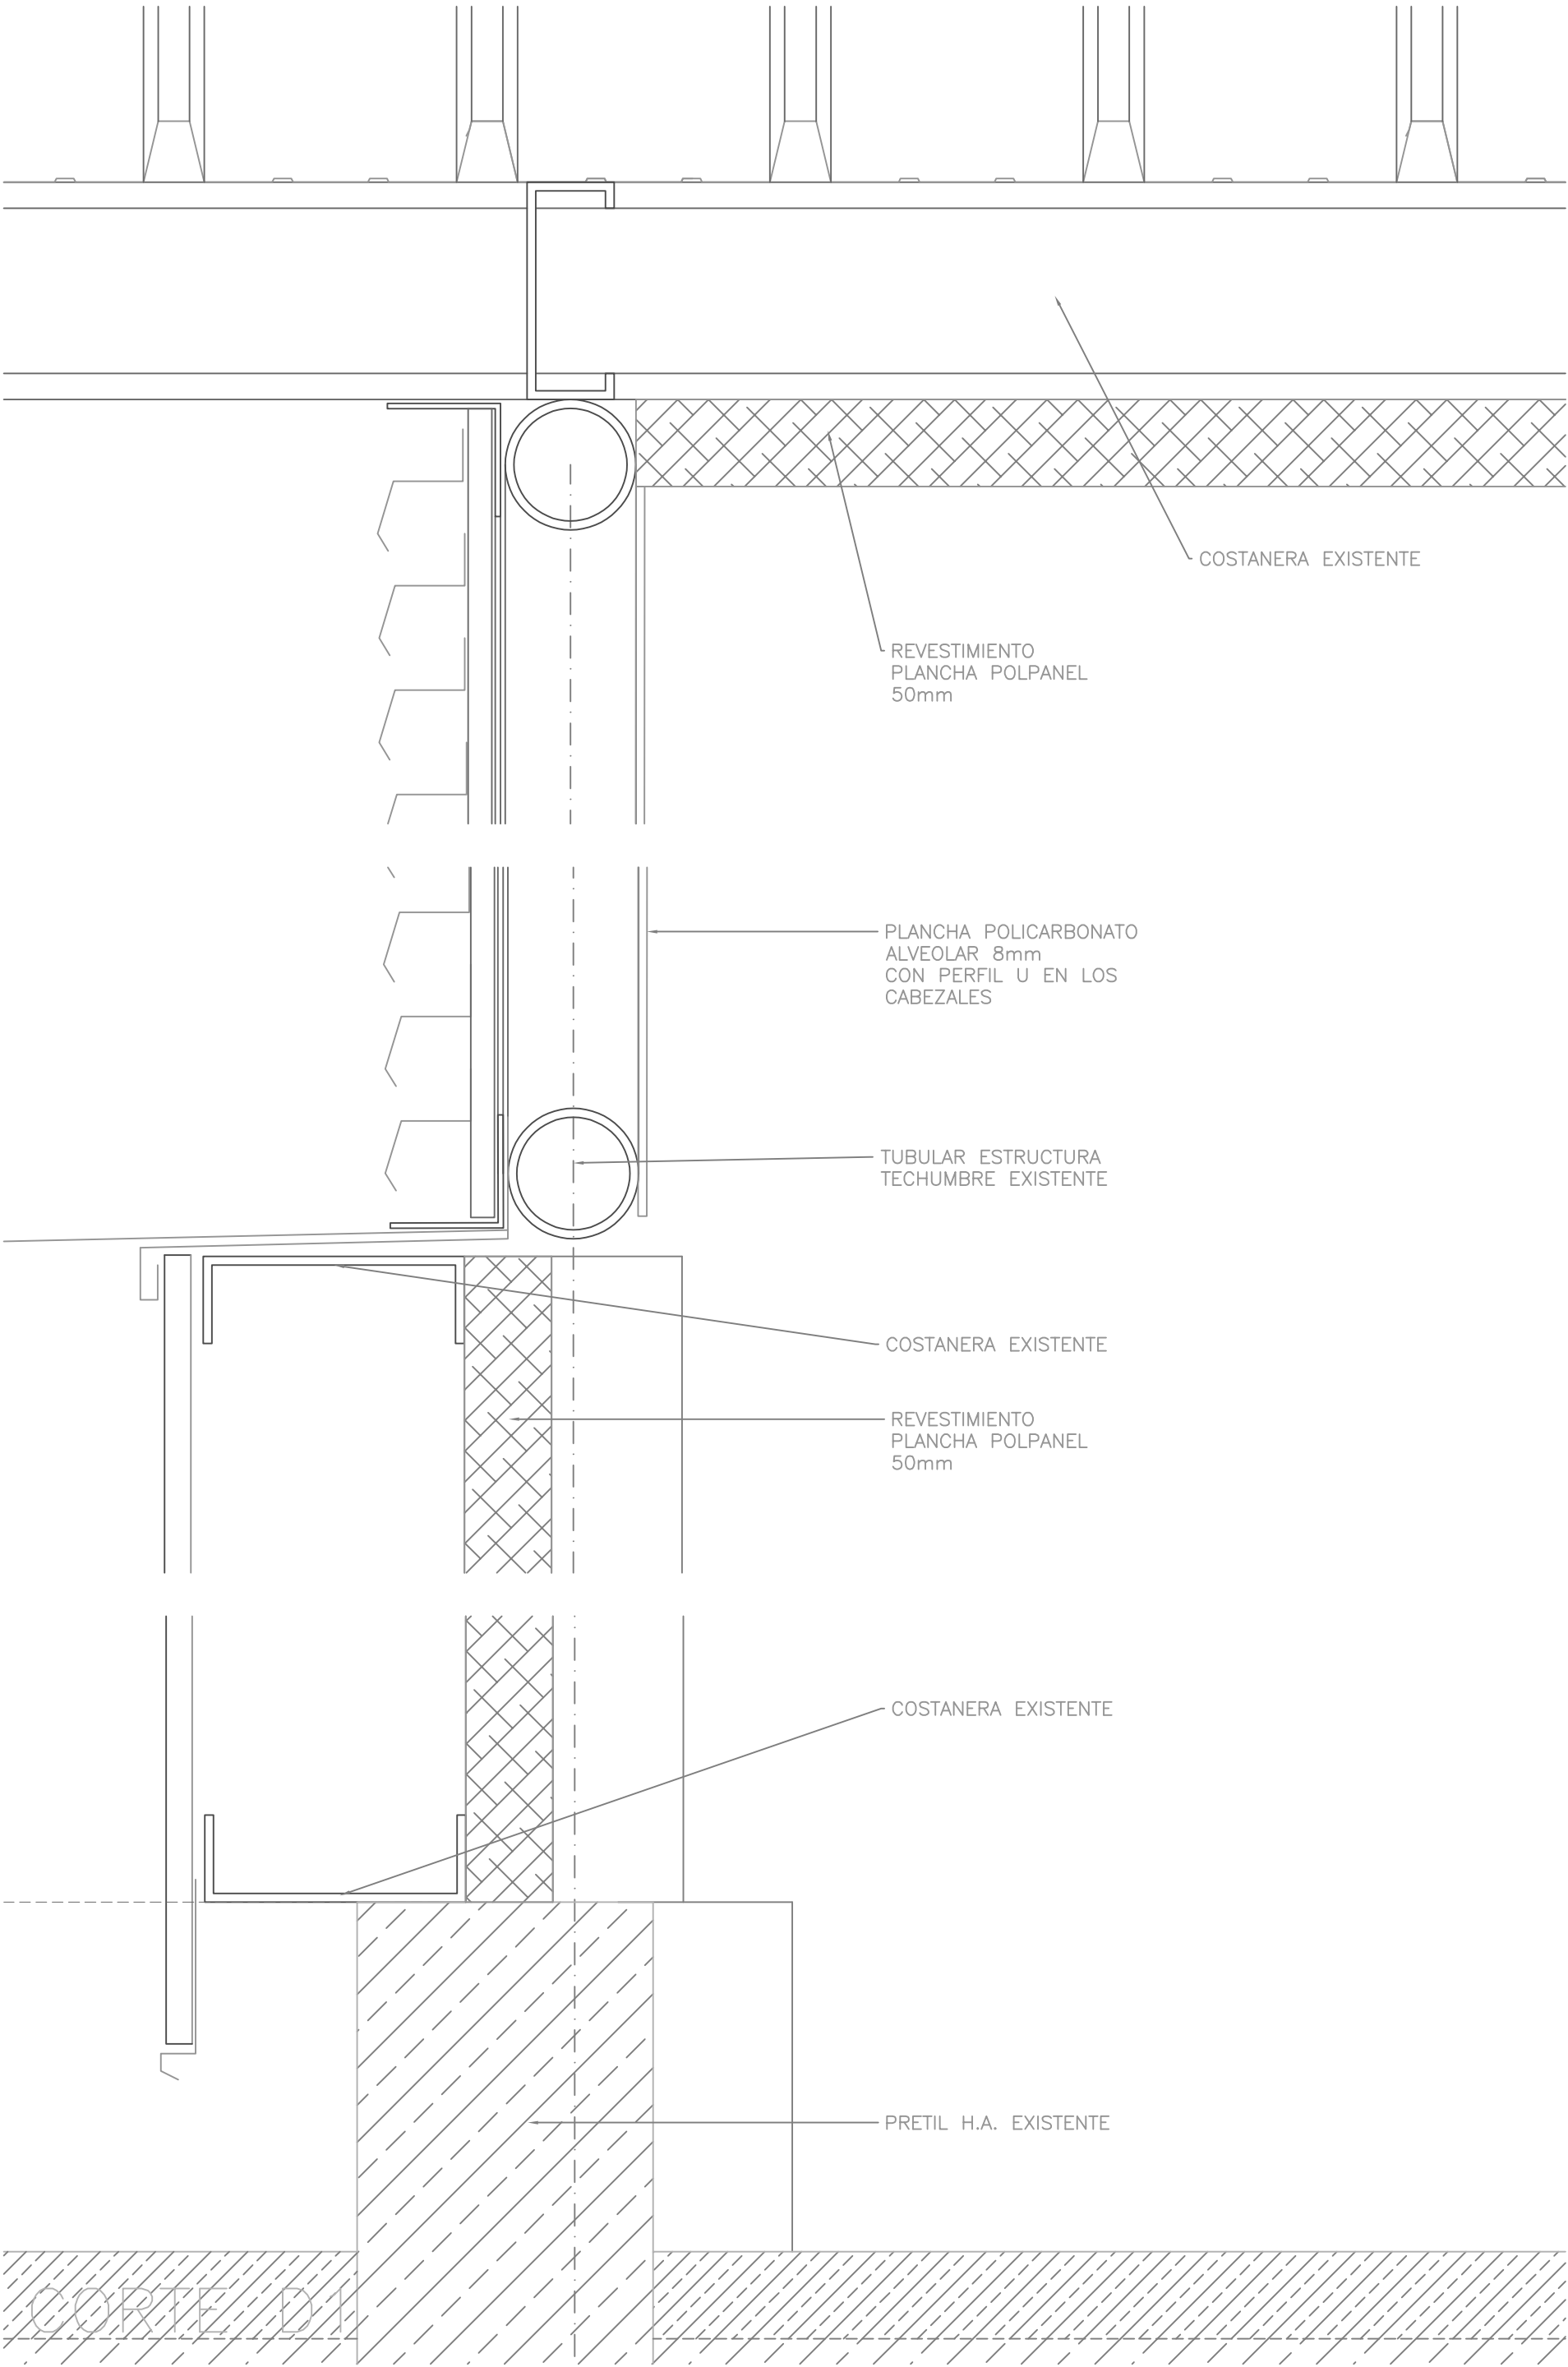 COSTANERA EXISTENTE
REVESTIMIENTO
PLANCHA POLPANEL
50mm
PLANCHA POLICARBONATO
ALVEOLAR 8mm
CON PERFIL U EN LOS
CABEZALES
TUBULAR ESTRUCTURA
TECHUMBRE EXISTENTE
COSTANERA EXISTENTE
REVESTIMIENTO
PLANCHA POLPANEL
50mm
COSTANERA EXISTENTE
PRETIL H.A. EXISTENTE
CORTE D1